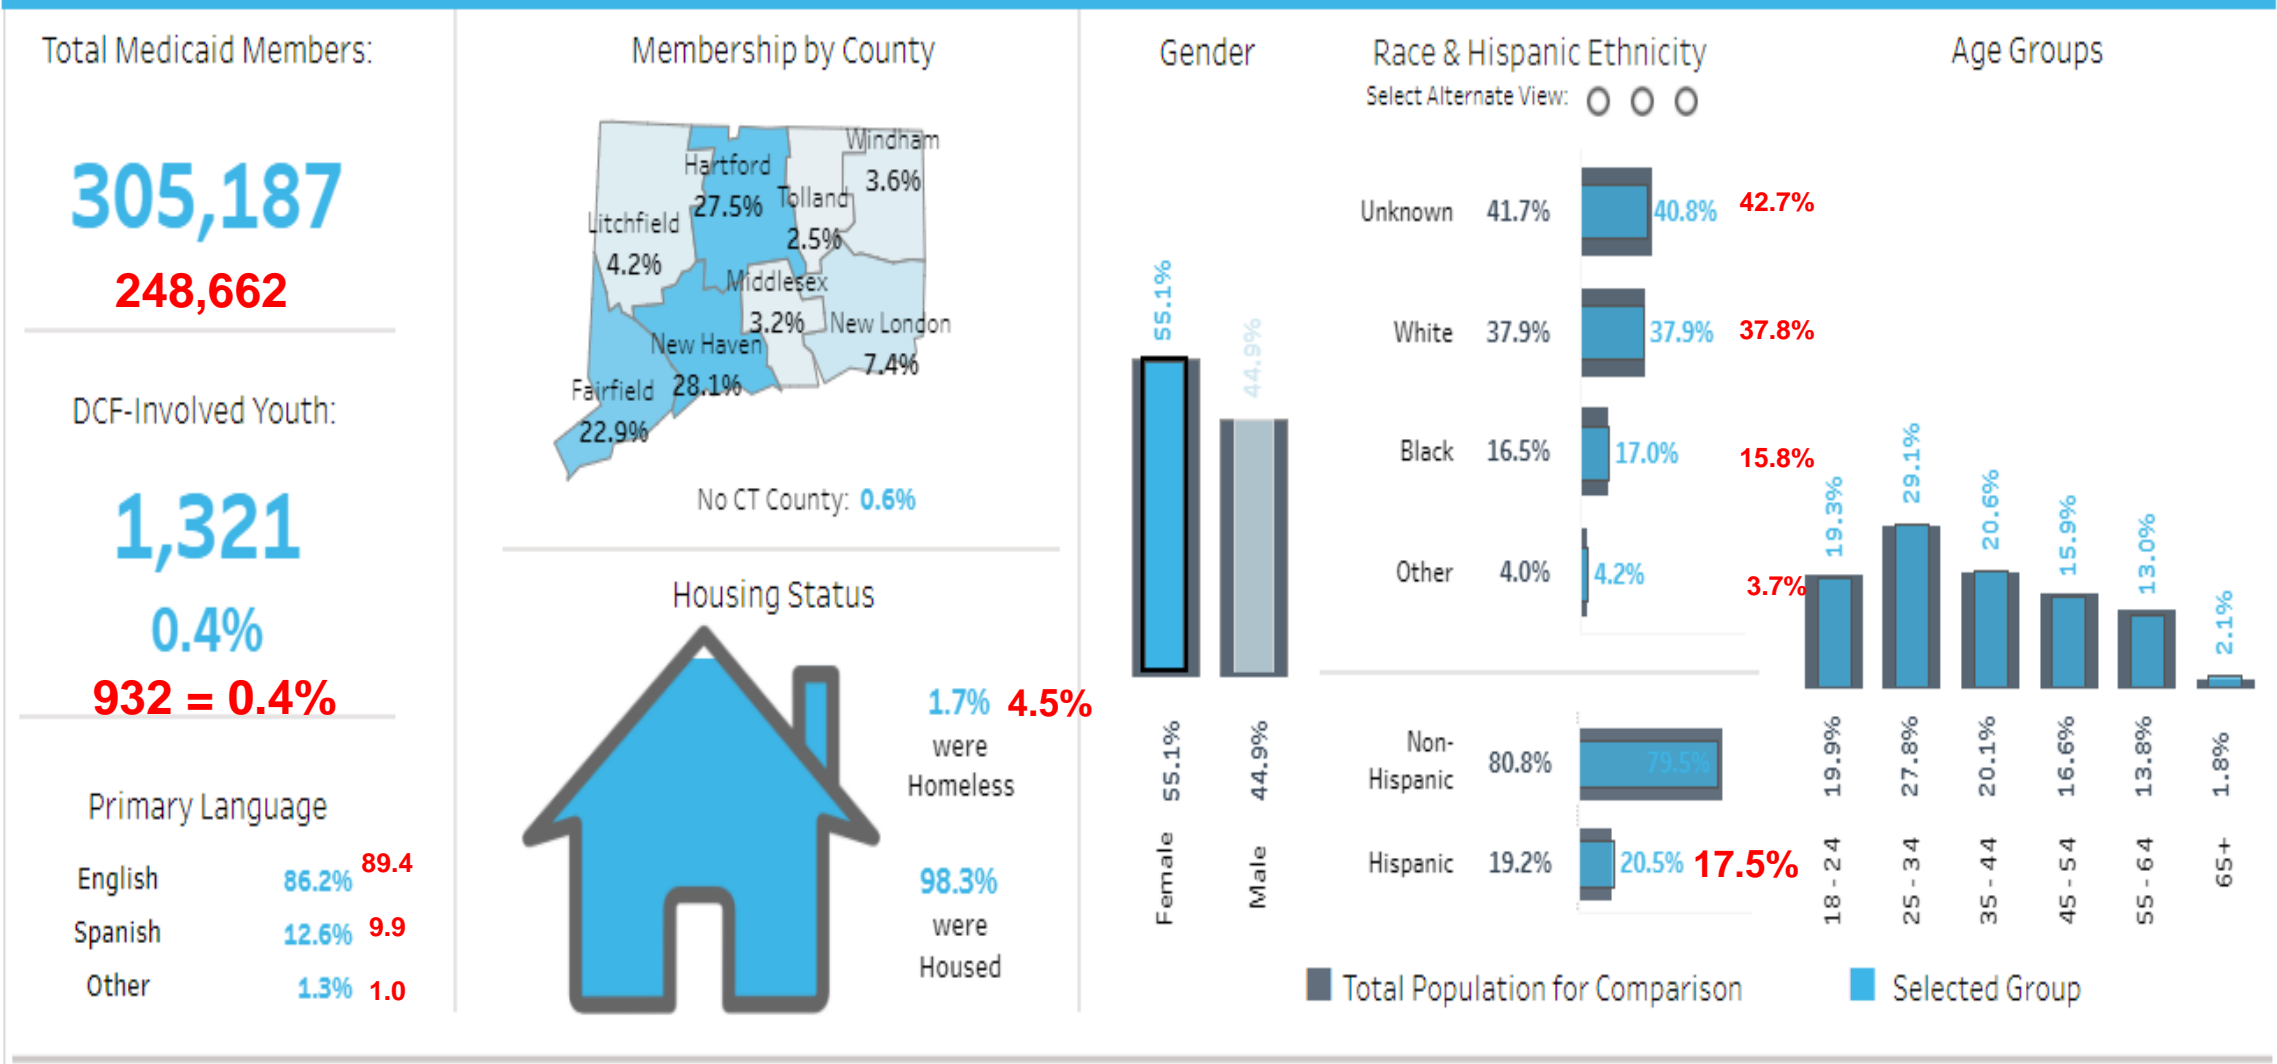 Total Medicaid Members:
305,187
248,662
DCF-Involved Youth:
1,321
0.4%
932 = 0.4%
Primary Language
English 86.2% 89.4
Spanish 12.6% 9.9
Other 1.3% 1.0
Membership by County
Windham
3.6%
Hartford
27.5%
Tolland
2.5%
Litchfield
4.2%
Middlesex
3.2%
New London
7.4%
New Haven
28.1%
Fairfield
22.9%
No CT County: 0.6%
Housing Status
1.7% 4.5%
were
Homeless
98.3%
were
Housed
Gender
55.1%
44.9%
55.1%
44.9%
Female
Male
Race & Hispanic Ethnicity
Select Alternate View:
Unknown 41.7% 40.8% 42.7%
White 37.9% 37.9% 37.8%
Black 16.5% 17.0% 15.8%
Other 4.0% 4.2% 3.7%
Non-
Hispanic 80.8% 79.5%
Hispanic 19.2% 20.5% 17.5%
Age Groups
19.3%
29.1%
20.6%
15.9%
13.0%
2.1%
19.9%
27.8%
20.1%
16.6%
13.8%
1.8%
18 - 24
25 - 34
35 - 44
45 - 54
55 - 64
65+
Total Population for Comparison
Selected Group